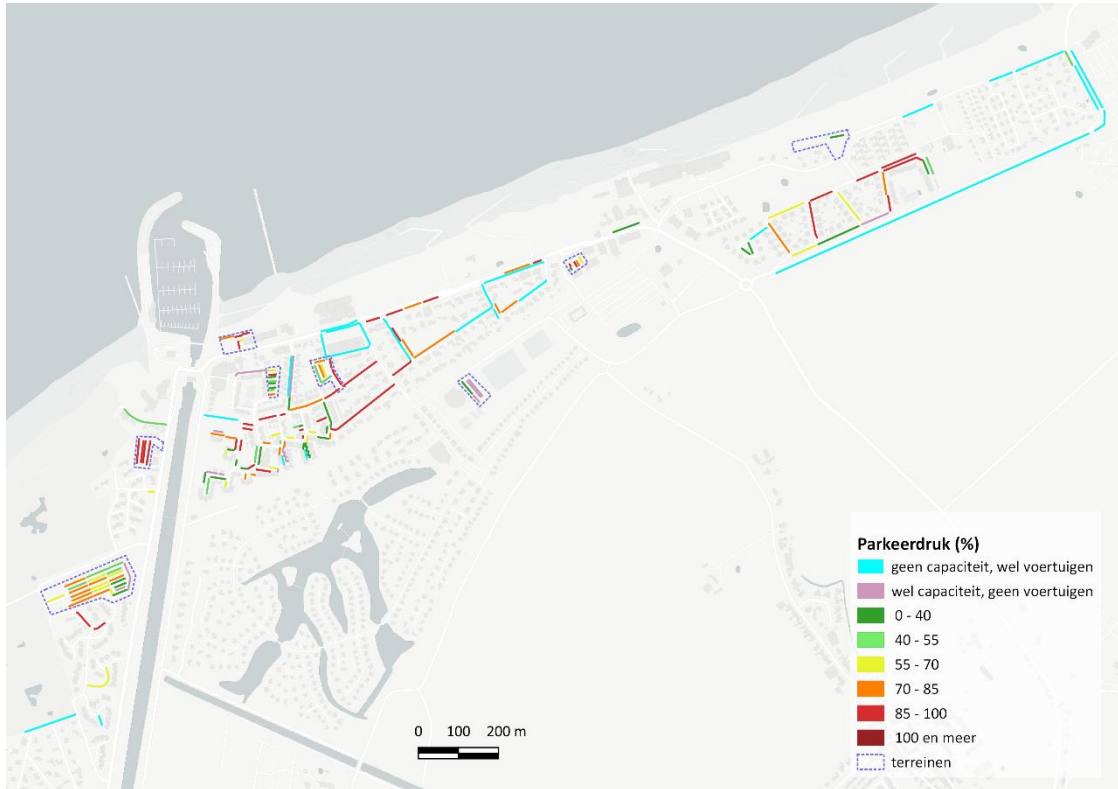 Parkeerdruk (%)
geen capaciteit, wel voertuigen
wel capaciteit, geen voertuigen
0 - 40
40 - 55
55 - 70
70 - 85
85 - 100
100 en meer
terreinen
0 100 200 m